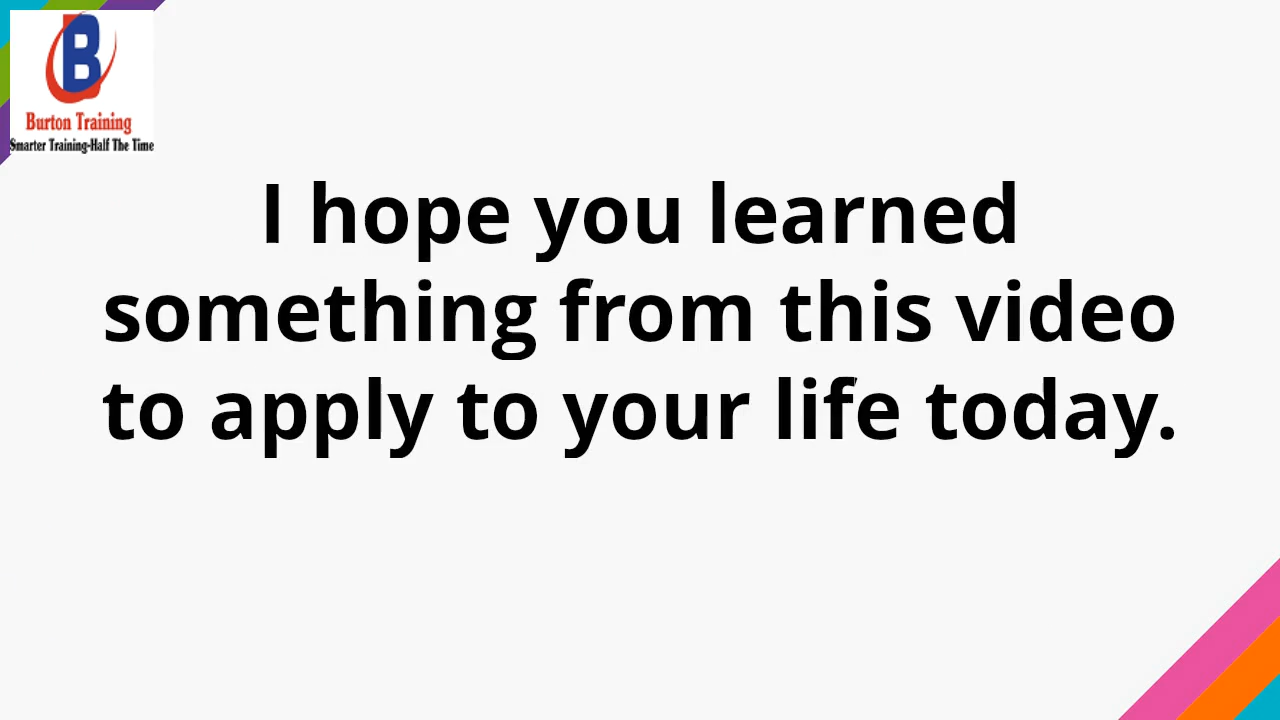 B
Burton Training
Smarter Training-Half The Time
I hope you learned
something from this video
to apply to your life today.